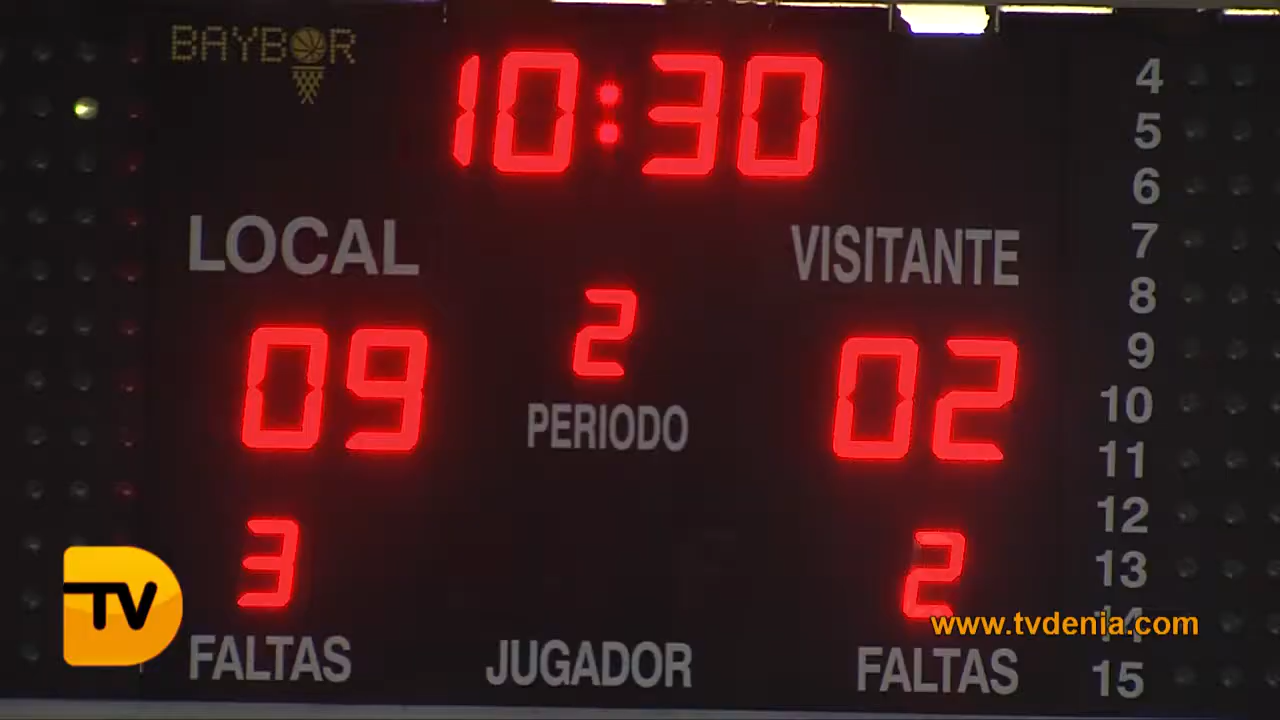 BAYBOR
10:30
4
5
6
7
8
9
10
11
12
13
14
15
LOCAL
VISITANTE
09
2
02
PERIODO
3
2
FALTAS
JUGADOR
FALTAS
TV
www.tvdenia.com